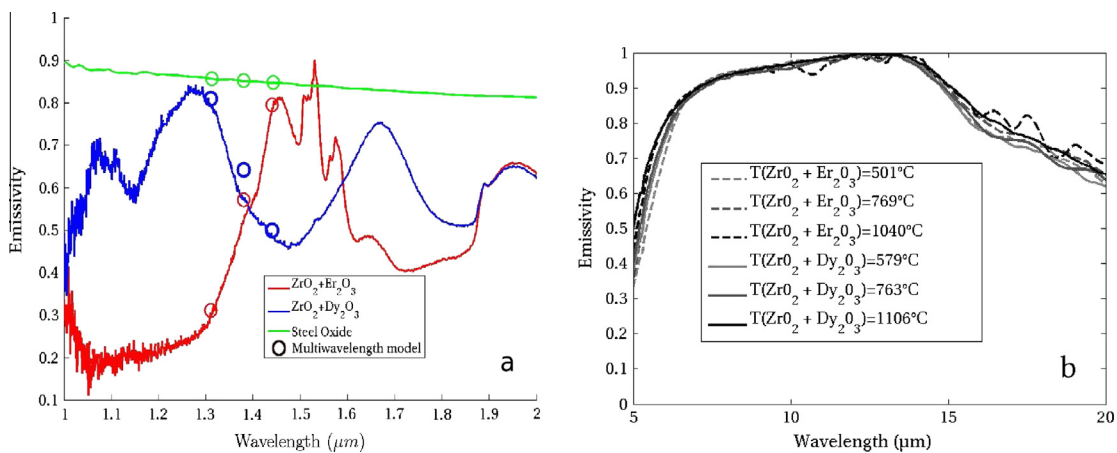 1
0.9
0.8
0.7
0.6
0.5
0.4
0.3
0.2
0.1
Emissivity
1
1.1
1.2
1.3
1.4
1.5
1.6
1.7
1.8
1.9
2
Wavelength (μm)
ZrO2+Er2O3
ZrO2+Dy2O3
Steel Oxide
Multiwavelength model
a
1
0.9
0.8
0.7
0.6
0.5
0.4
0.3
0.2
0.1
0
Emissivity
5
10
15
20
Wavelength (μm)
T(Zr02 + Er203)=501°C
T(Zr02 + Er203)=769°C
T(Zr02 + Er203)=1040°C
T(Zr02 + Dy203)=579°C
T(Zr02 + Dy203)=763°C
T(Zr02 + Dy203)=1106°C
b